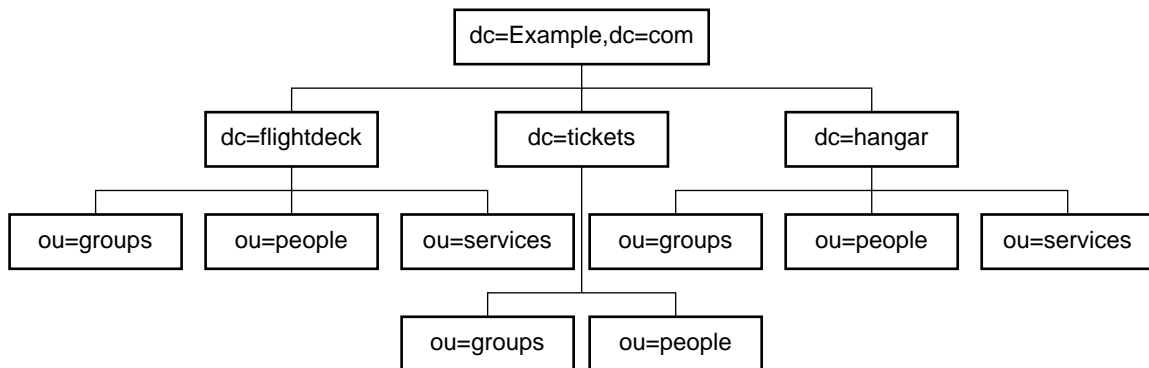 dc=Example,dc=com
dc=flightdeck
dc=tickets
dc=hangar
ou=groups
ou=people
ou=services
ou=groups
ou=people
ou=services
ou=groups
ou=people